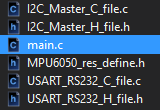 I2C_Master_C_file.c
I2C_Master_H_file.h
main.c
MPU6050_res_define.h
USART_RS232_C_file.c
USART_RS232_H_file.h